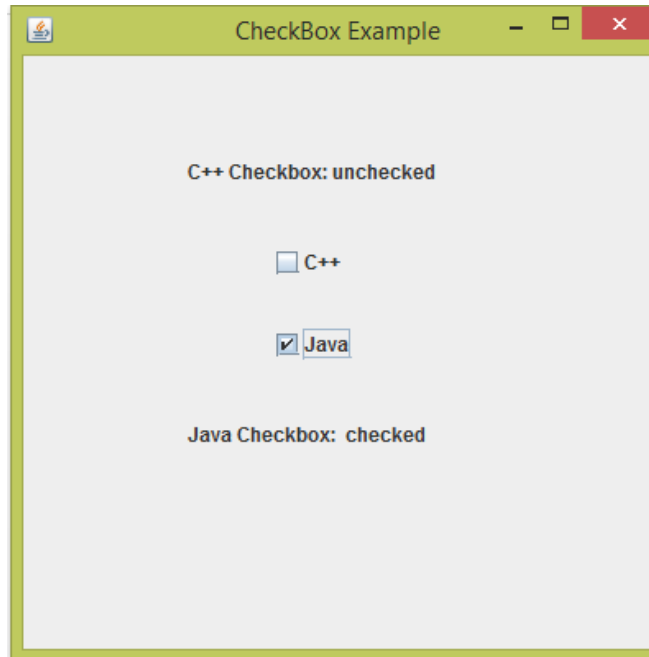 CheckBox Example
C++ Checkbox: unchecked
C++
Java
Java Checkbox:  checked